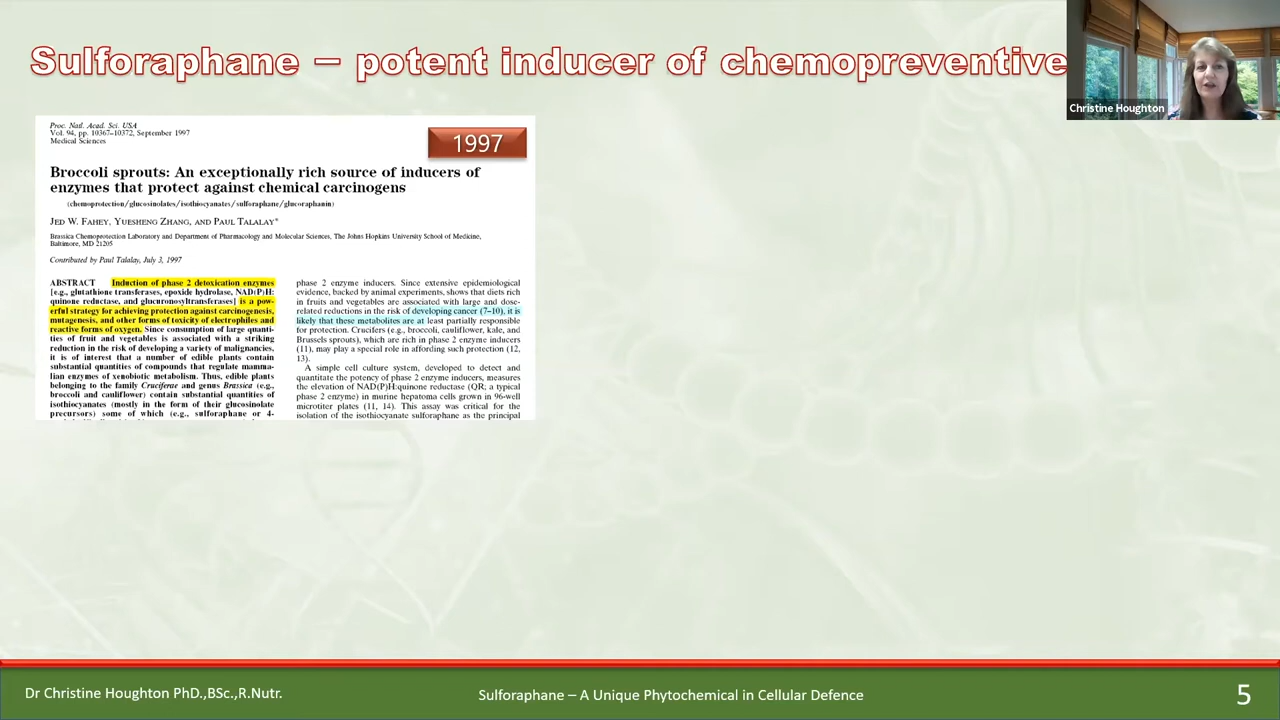 Sulforaphane – potent inducer of chemopreventive
Christine Houghton
Proc. Natl. Acad. Sci. USA
Vol. 94, pp. 10367–10372, September 1997
Medical Sciences
1997
Broccoli sprouts: An exceptionally rich source of inducers of
enzymes that protect against chemical carcinogens
(chemoprotection/glucosinolates/isothiocyanates/sulforaphane/glucoraphanin)
JED W. FAHEY, YUESHENG ZHANG, AND PAUL TALALAY*
Brassica Chemoprotection Laboratory and Department of Pharmacology and Molecular Sciences, The Johns Hopkins University School of Medicine,
Baltimore, MD 21205
Contributed by Paul Talalay, July 3, 1997
ABSTRACT Induction of phase 2 detoxication enzymes
[e.g., glutathione transferases, epoxide hydrolase, NAD(P)H:
quinone reductase, and glucuronosyltransferases] is a pow-
erful strategy for achieving protection against carcinogenesis,
mutagenesis, and other forms of toxicity of electrophiles and
reactive forms of oxygen. Since consumption of large quanti-
ties of fruit and vegetables is associated with a striking
reduction in the risk of developing a variety of malignancies,
it is of interest that a number of edible plants contain
substantial quantities of compounds that regulate mamma-
lian enzymes of xenobiotic metabolism. Thus, edible plants
belonging to the family Cruciferae and genus Brassica (e.g.,
broccoli and cauliflower) contain substantial quantities of
isothiocyanates (mostly in the form of their glucosinolate
precursors) some of which (e.g., sulforaphane or 4-
phase 2 enzyme inducers. Since extensive epidemiological
evidence, backed by animal experiments, shows that diets rich
in fruits and vegetables are associated with large and dose-
related reductions in the risk of developing cancer (7–10), it is
likely that these metabolites are at least partially responsible
for protection. Crucifers (e.g., broccoli, cauliflower, kale, and
Brussels sprouts), which are rich in phase 2 enzyme inducers
(11), may play a special role in affording such protection (12,
13).
A simple cell culture system, developed to detect and
quantitate the potency of phase 2 enzyme inducers, measures
the elevation of NAD(P)H:quinone reductase (QR; a typical
phase 2 enzyme) in murine hepatoma cells grown in 96-well
microtiter plates (11, 14). This assay was critical for the
isolation of the isothiocyanate sulforaphane as the principal
Dr Christine Houghton PhD.,BSc.,R.Nutr.
Sulforaphane – A Unique Phytochemical in Cellular Defence
5